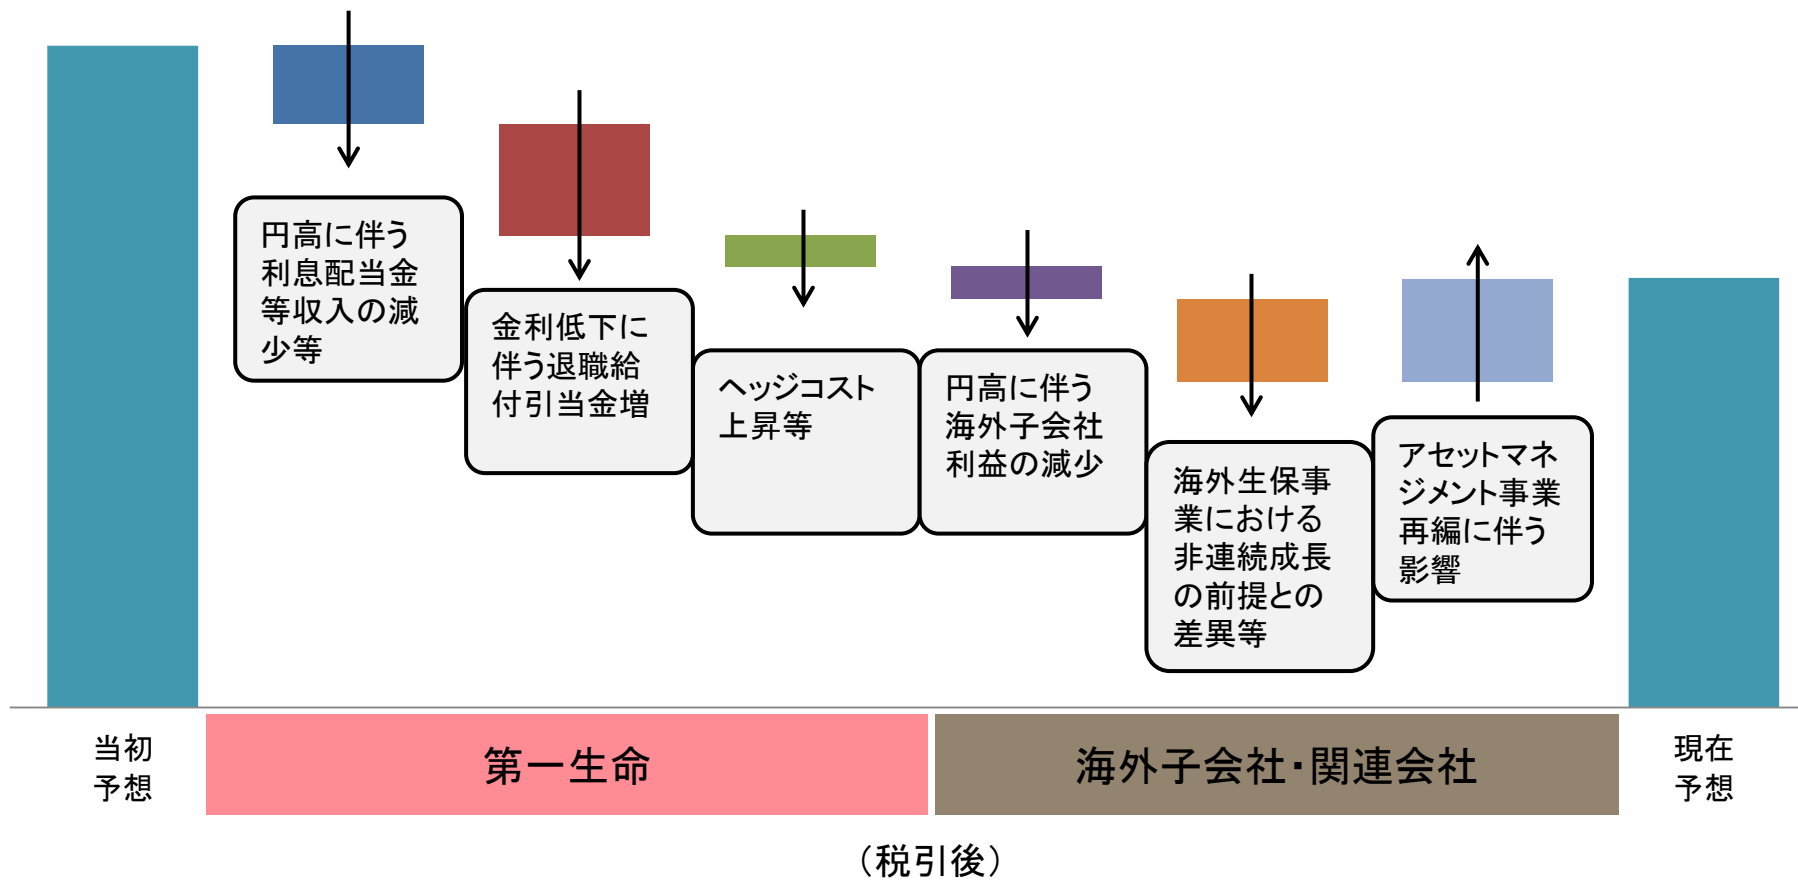 円高に伴う
利息配当金
等収入の減
少等
金利低下に
伴う退職給
付引当金増
ヘッジコスト
上昇等
円高に伴う
海外子会社
利益の減少
海外生保事
業における
非連続成長
の前提との
差異等
アセットマネ
ジメント事業
再編に伴う
影響
当初
予想
第一生命
海外子会社・関連会社
現在
予想
（税引後）